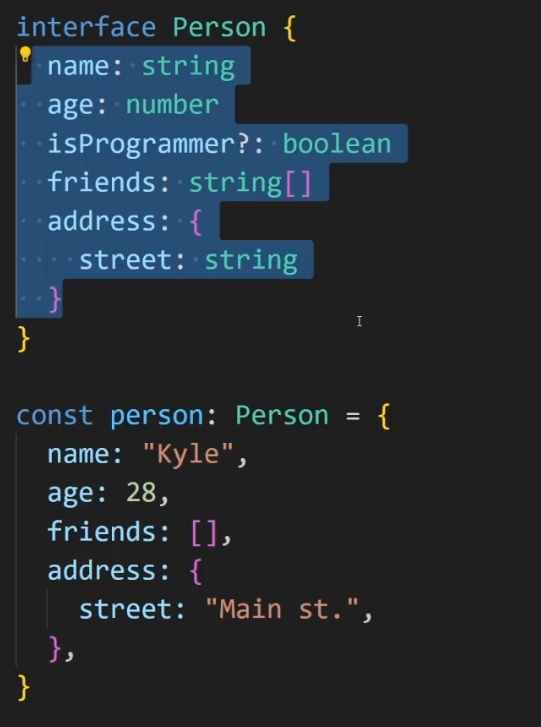 interface Person {
  name: string
  age: number
  isProgrammer?: boolean
  friends: string[]
  address: {
    street: string
  }
}

const person: Person = {
  name: "Kyle",
  age: 28,
  friends: [],
  address: {
    street: "Main st.",
  },
}